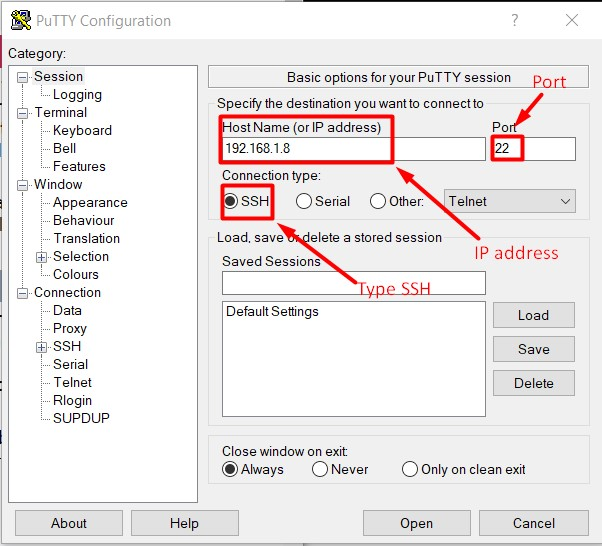 PuTTY Configuration
Category:
Session
Logging
Terminal
Keyboard
Bell
Features
Window
Appearance
Behaviour
Translation
Selection
Colours
Connection
Data
Proxy
SSH
Serial
Telnet
Rlogin
SUPDUP
Basic options for your PuTTY session
Port
Specify the destination you want to connect to
Host Name (or IP address) Port
192.168.1.8 22
Connection type:
SSH Serial Other: Telnet
Load, save or delete a stored session
IP address
Saved Sessions
Type SSH
Default Settings
Load
Save
Delete
Close window on exit:
Always Never Only on clean exit
About Help Open Cancel